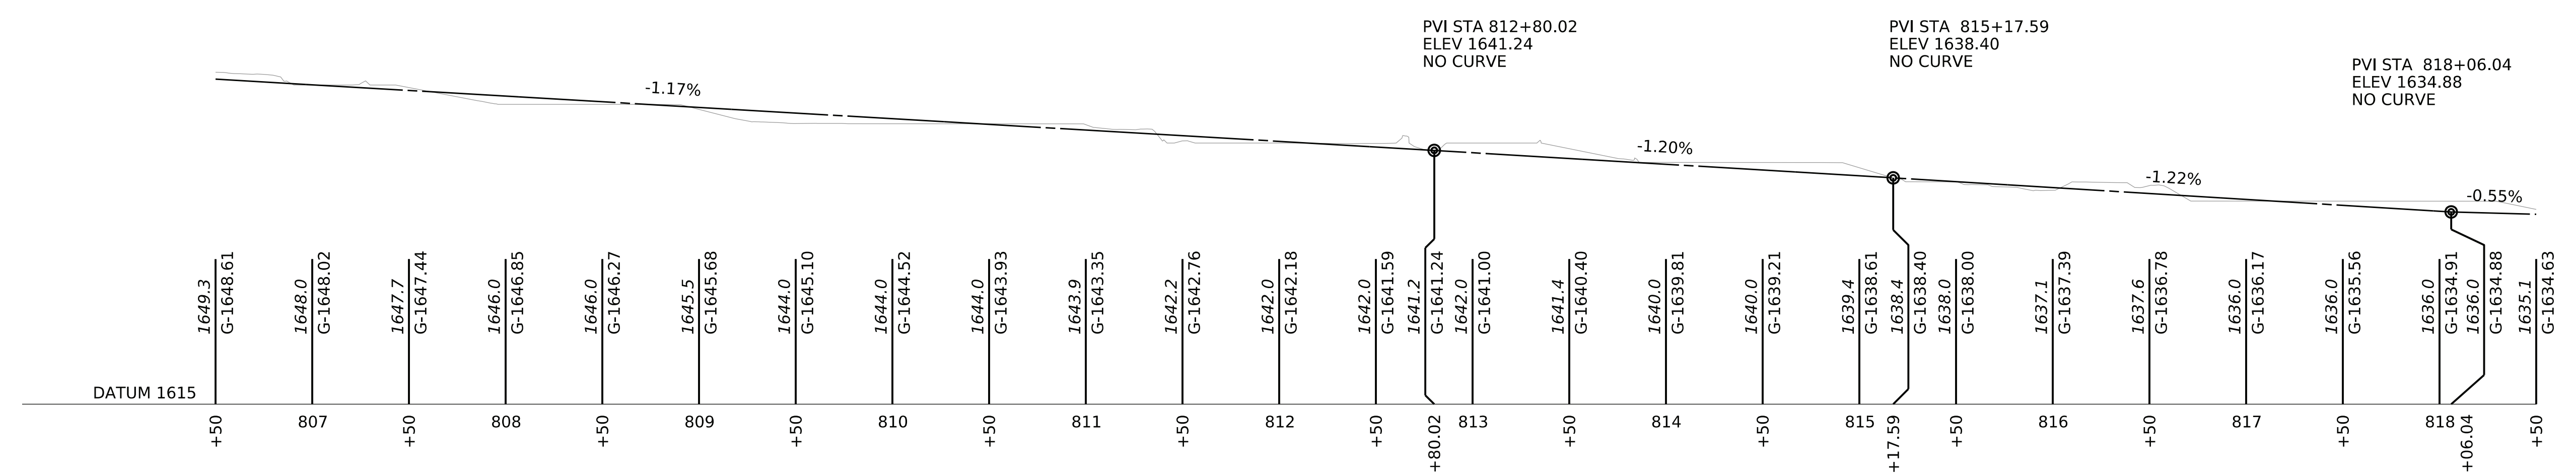 PVI STA 812+80.02
ELEV 1641.24
NO CURVE
PVI STA  815+17.59
ELEV 1638.40
NO CURVE
PVI STA  818+06.04
ELEV 1634.88
NO CURVE
-1.17%
-1.20%
-1.22%
-0.55%
1649.3
G-1648.61
1648.0
G-1648.02
1647.7
G-1647.44
1646.0
G-1646.85
1646.0
G-1646.27
1645.5
G-1645.68
1644.0
G-1645.10
1644.0
G-1644.52
1644.0
G-1643.93
1643.9
G-1643.35
1642.2
G-1642.76
1642.0
G-1642.18
1642.0
G-1641.59
1641.2
G-1641.24
1642.0
G-1641.00
1641.4
G-1640.40
1640.0
G-1639.81
1640.0
G-1639.21
1639.4
G-1638.61
1638.4
G-1638.40
1638.0
G-1638.00
1637.1
G-1637.39
1637.6
G-1636.78
1636.0
G-1636.17
1636.0
G-1635.56
1636.0
G-1634.91
1636.0
G-1634.88
1635.1
G-1634.63
DATUM 1615
+50
807
+50
808
+50
809
+50
810
+50
811
+50
812
+50
+80.02
813
+50
814
+50
815
+17.59
+50
816
+50
817
+50
818
+06.04
+50